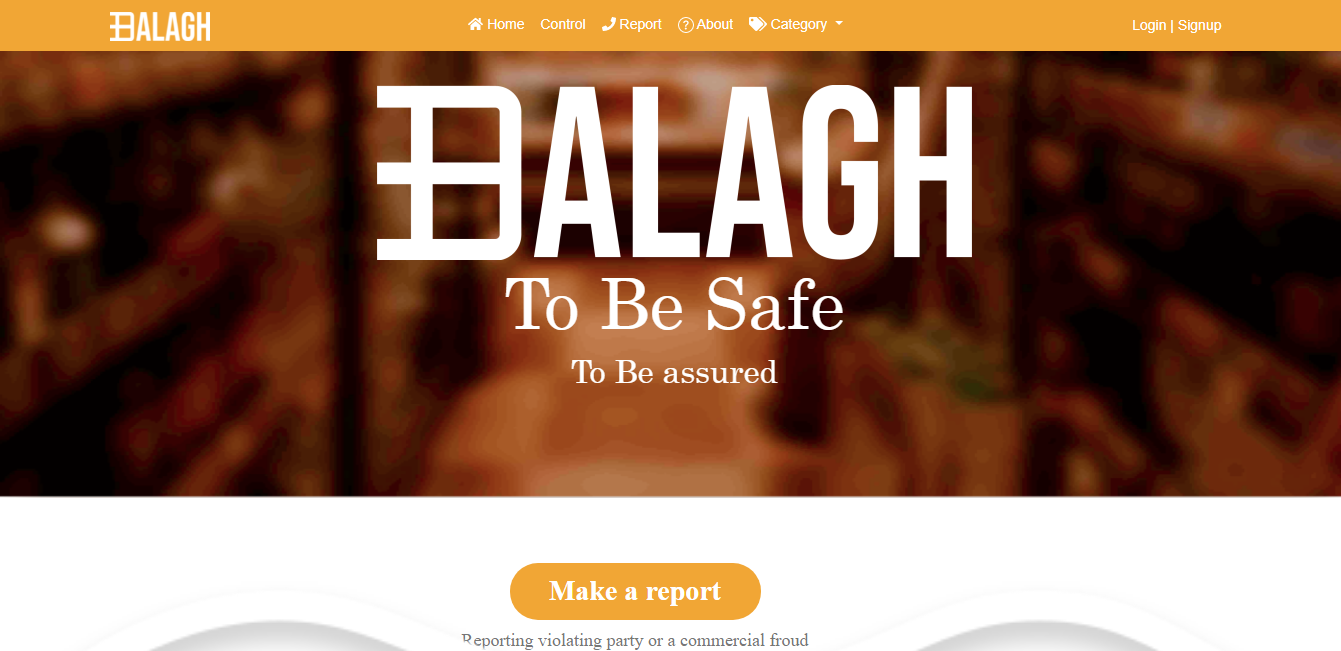 BALAGH Home Control Report About Category Login | Signup
BALAGH
To Be Safe
To Be assured
Make a report
Reporting violating party or a commercial froud